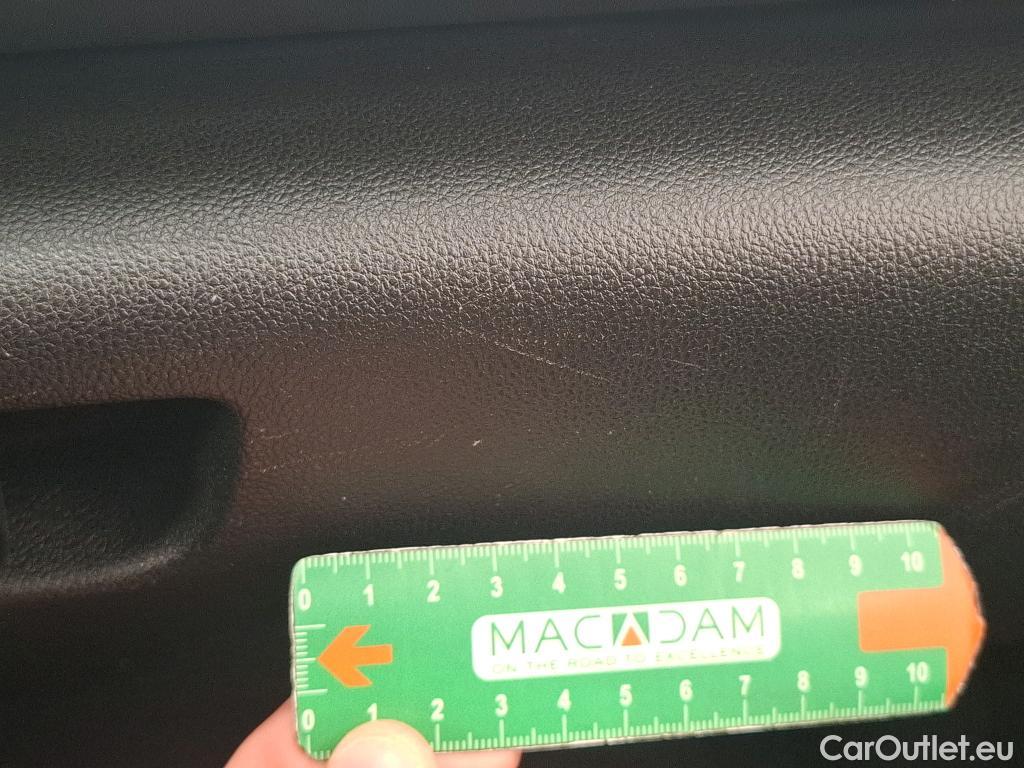 0 1 2 3 4 5 6 7 8 9 10
MACADAM
ON THE ROAD TO EXCELLENCE
0 1 2 3 4 5 6 7 8 9 10
CarOutlet.eu